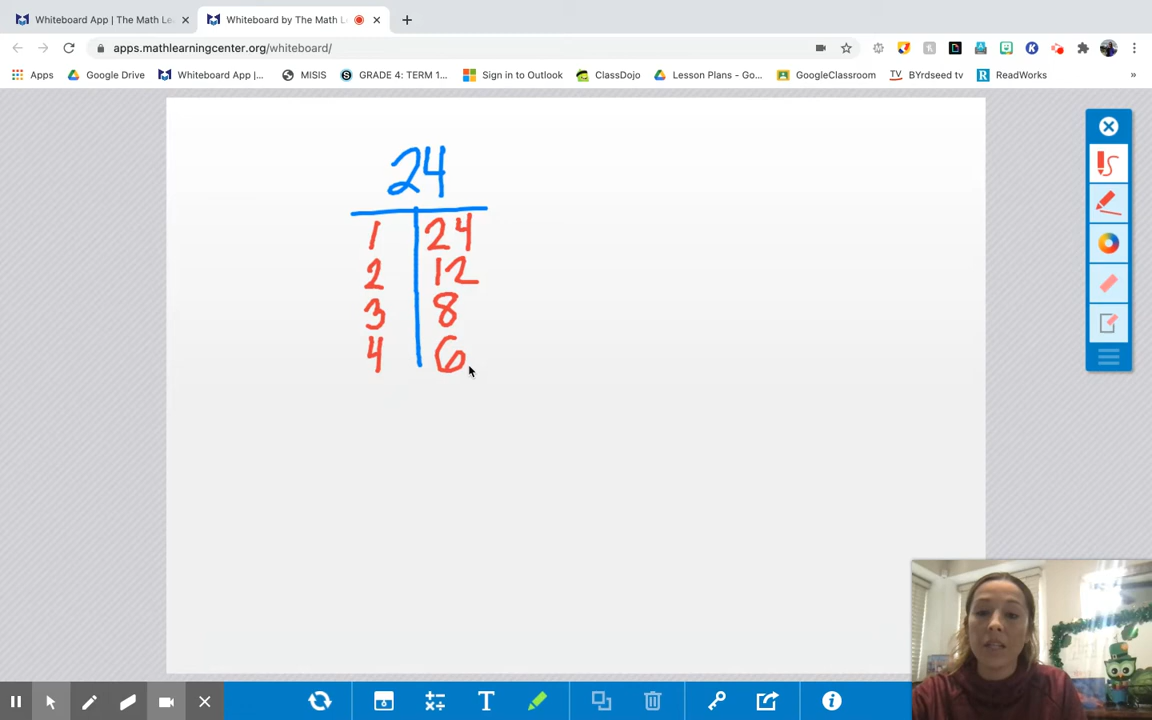 Whiteboard App | The Math Le
Whiteboard by The Math L
apps.mathlearningcenter.org/whiteboard/
Apps
Google Drive
Whiteboard App |...
MISIS
GRADE 4: TERM 1...
Sign in to Outlook
ClassDojo
Lesson Plans - Go...
GoogleClassroom
TV BYrdseed tv
R ReadWorks
»
24
1 24
2 12
3 8
4 6
T